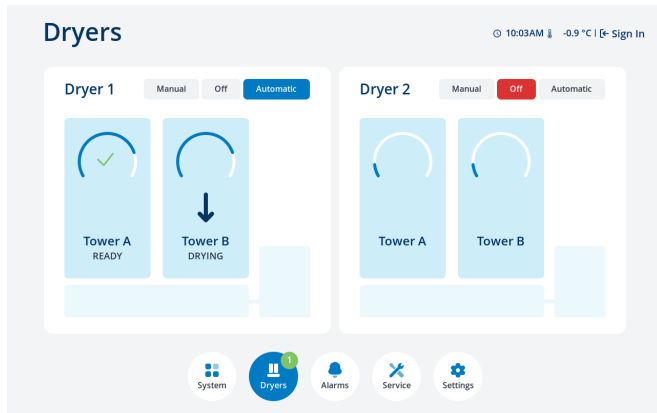 Dryers
10:03AM -0.9 °C | Sign In
Dryer 1
Manual Off Automatic
Tower A
READY
Tower B
DRYING
Dryer 2
Manual Off Automatic
Tower A
Tower B
System
1
Dryers
Alarms
Service
Settings